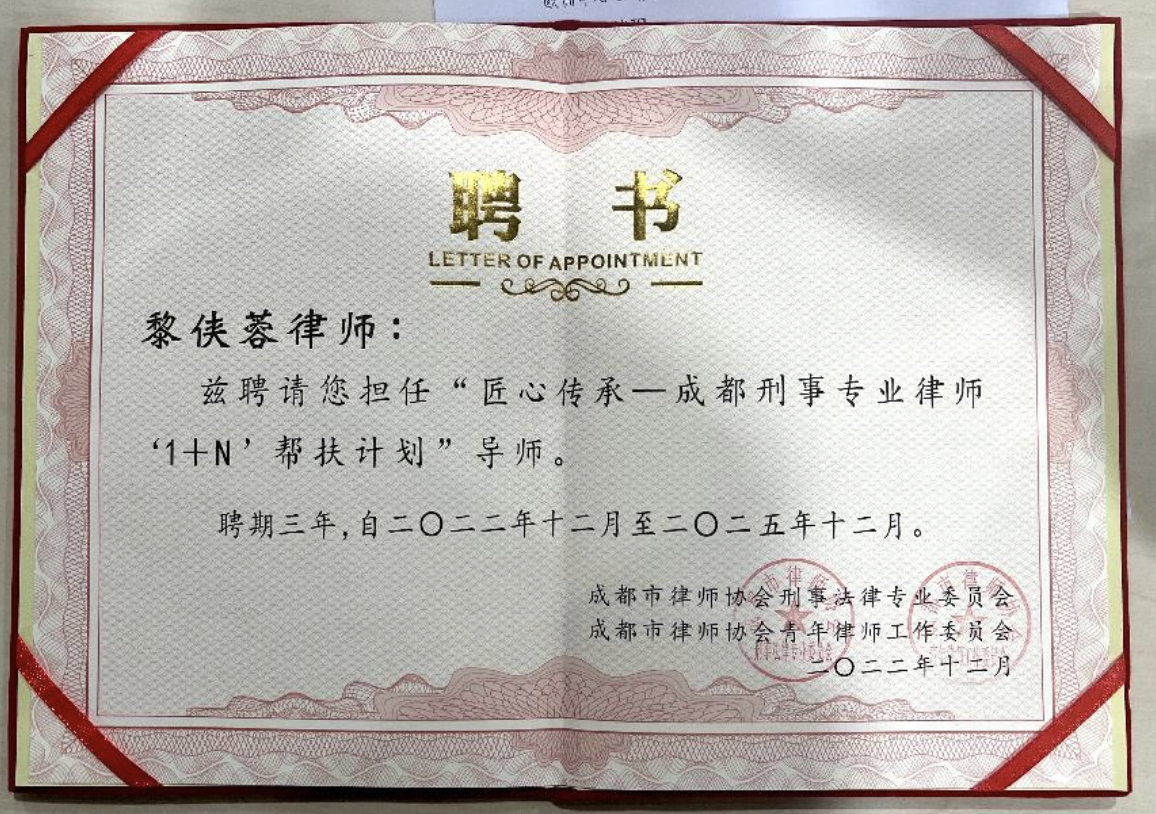 聘书
LETTER OF APPOINTMENT
黎侠蓉律师：
兹聘请您担任“匠心传承—成都刑事专业律师
‘1+N’帮扶计划”导师。
聘期三年,自二〇二二年十二月至二〇二五年十二月。
成都市律师协会刑事法律专业委员会
成都市律师协会青年律师工作委员会
二〇二二年十二月